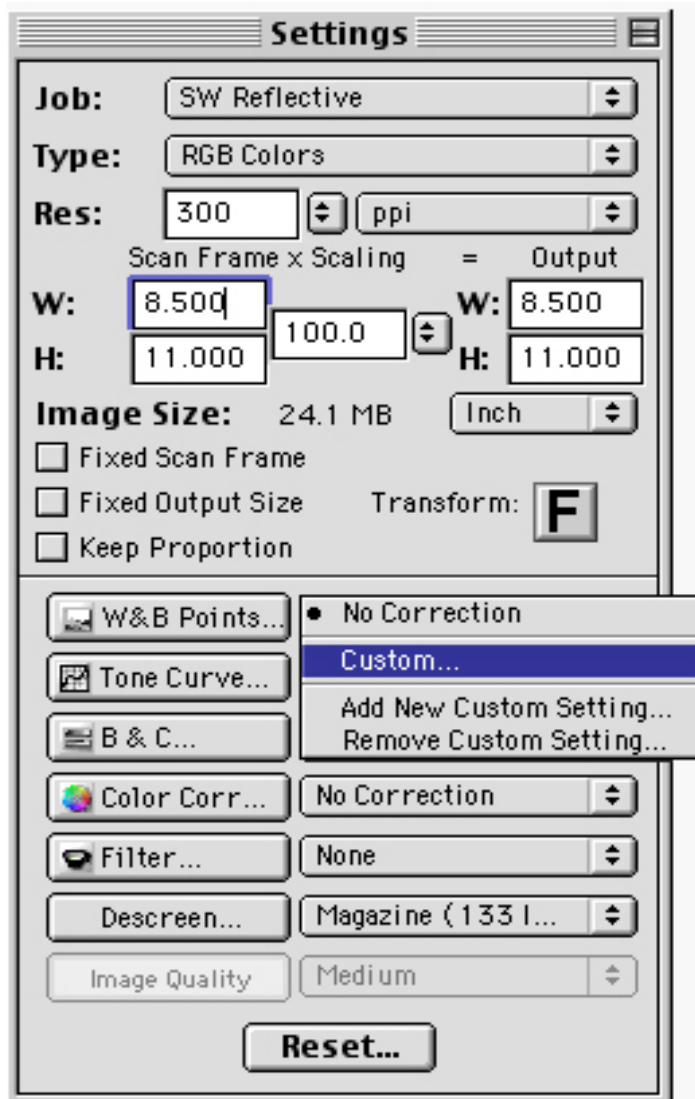 Settings
Job: SW Reflective
Type: RGB Colors
Res: 300 ppi
Scan Frame x Scaling = Output
W: 8.500 100.0 W: 8.500
H: 11.000 H: 11.000
Image Size: 24.1 MB Inch
Fixed Scan Frame
Fixed Output Size Transform: F
Keep Proportion
W&B Points... • No Correction
Custom...
Tone Curve...
Add New Custom Setting...
B & C... Remove Custom Setting...
Color Corr... No Correction
Filter... None
Descreen... Magazine (133 l...
Image Quality Medium
Reset...